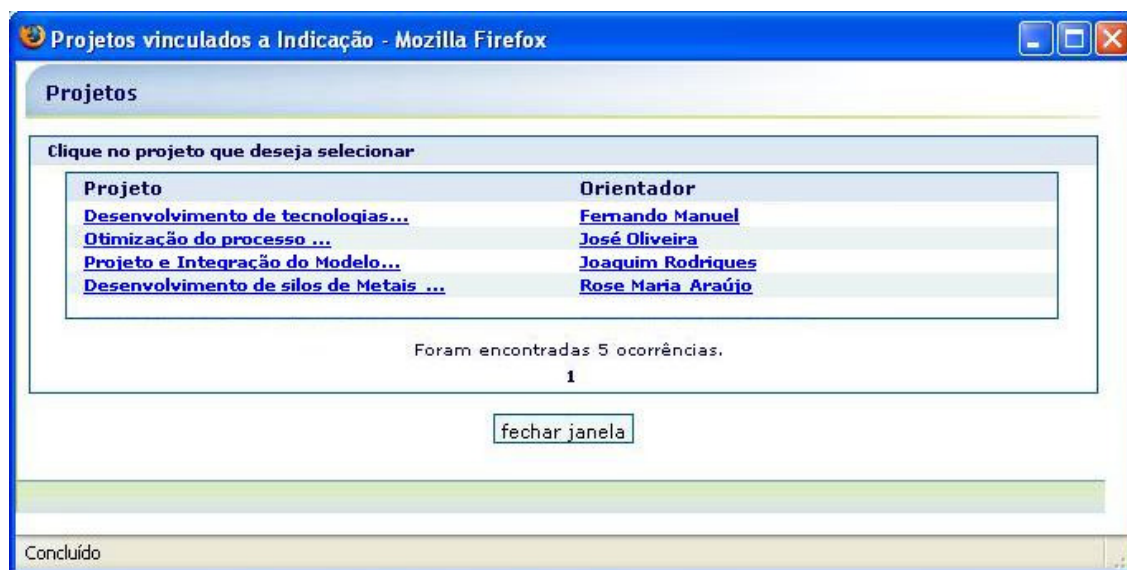 Projetos vinculados a Indicação - Mozilla Firefox
Projetos
Clique no projeto que deseja selecionar
Projeto Orientador
Desenvolvimento de tecnologias... Fernando Manuel
Otimização do processo ... José Oliveira
Projeto e Integração do Modelo... Joaquim Rodrigues
Desenvolvimento de silos de Metais ... Rose Maria Araújo
Foram encontradas 5 ocorrências.
1
fechar janela
Concluído